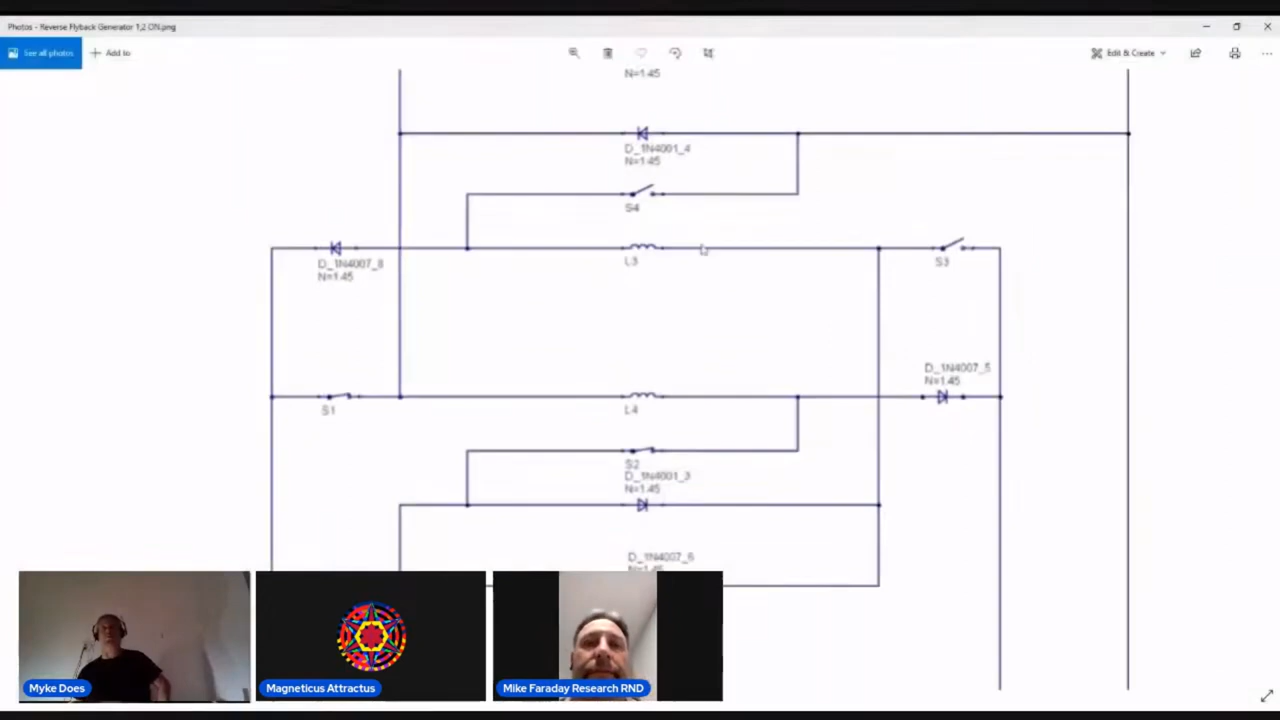 Photos - Reverse Flyback Generator 1,2 ON.png
See all photos
Add to
Edit & Create
N=1.45
D_1N4001_4
N=1.45
S4
L3
S3
D_1N4007_8
N=1.45
D_1N4007_5
N=1.45
S1
L4
S2
D_1N4001_3
N=1.45
D_1N4007_6
N=1.45
Myke Does
Magneticus Attractus
Mike Faraday Research RND